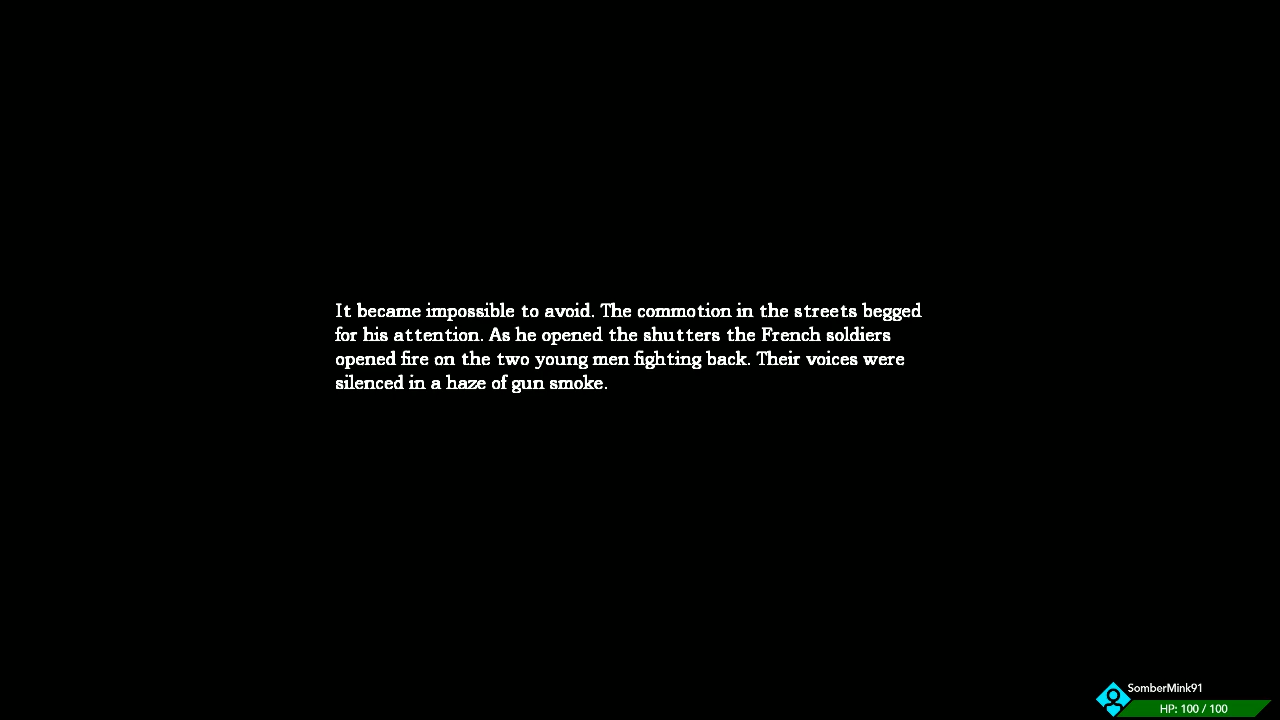 It became impossible to avoid. The commotion in the streets begged
for his attention. As he opened the shutters the French soldiers
opened fire on the two young men fighting back. Their voices were
silenced in a haze of gun smoke.
SomberMink91
HP: 100 / 100